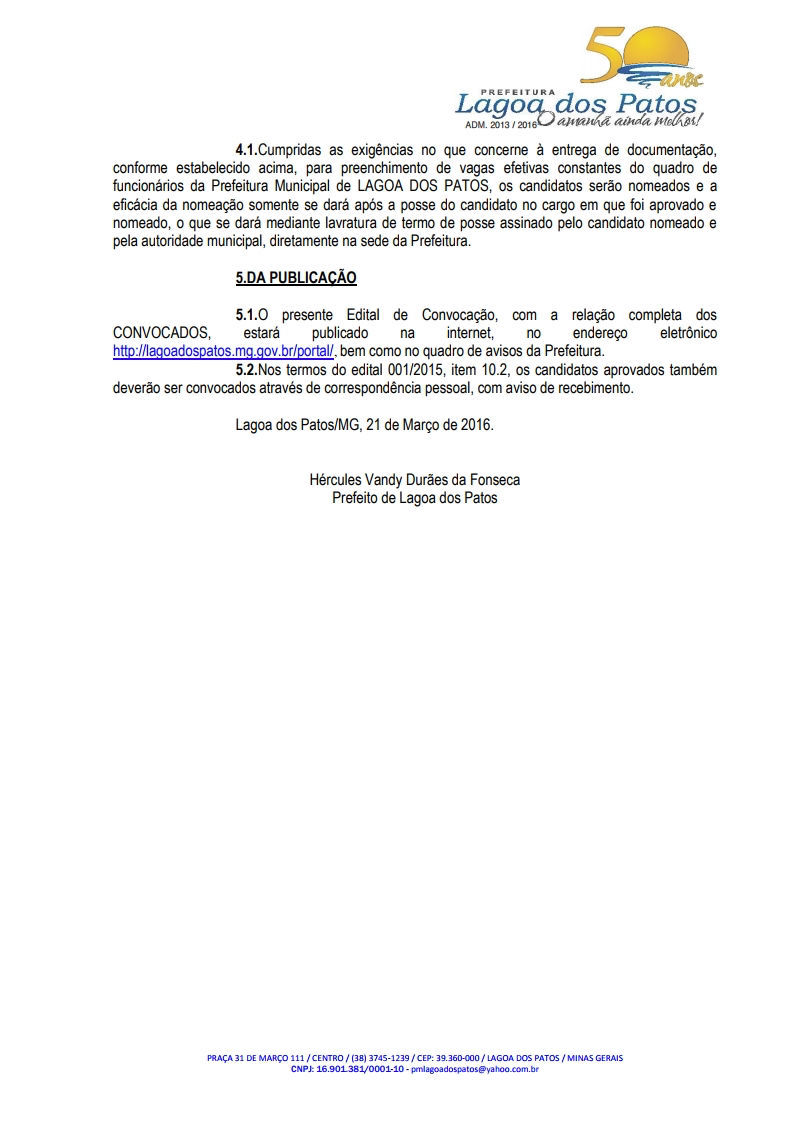 50 anos
PREFEITURA
Lagoa dos Patos
ADM. 2013 / 2016 O amanhã ainda melhor!
4.1.Cumpridas as exigências no que concerne à entrega de documentação,
conforme estabelecido acima, para preenchimento de vagas efetivas constantes do quadro de
funcionários da Prefeitura Municipal de LAGOA DOS PATOS, os candidatos serão nomeados e a
eficácia da nomeação somente se dará após a posse do candidato no cargo em que foi aprovado e
nomeado, o que se dará mediante lavratura de termo de posse assinado pelo candidato nomeado e
pela autoridade municipal, diretamente na sede da Prefeitura.
5.DA PUBLICAÇÃO
5.1.O presente Edital de Convocação, com a relação completa dos
CONVOCADOS, estará publicado na internet, no endereço eletrônico
http://lagoadospatos.mg.gov.br/portal/, bem como no quadro de avisos da Prefeitura.
5.2.Nos termos do edital 001/2015, item 10.2, os candidatos aprovados também
deverão ser convocados através de correspondência pessoal, com aviso de recebimento.
Lagoa dos Patos/MG, 21 de Março de 2016.
Hércules Vandy Durães da Fonseca
Prefeito de Lagoa dos Patos
PRAÇA 31 DE MARÇO 111 / CENTRO / (38) 3745-1239 / CEP: 39.360-000 / LAGOA DOS PATOS / MINAS GERAIS
CNPJ: 16.901.381/0001-10 - pmlagoadospatos@yahoo.com.br